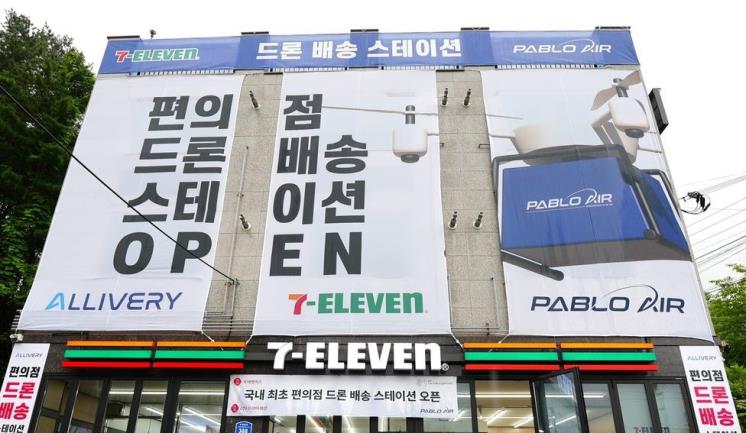 7-ELEVEN 드론 배송 스테이션 PABLO AIR
편의점
드론 배송
스테이션
OPEN
PABLO AIR
ALLIVERY
7-ELEVEN
PABLO AIR
7-ELEVEN
국내 최초 편의점 드론 배송 스테이션 오픈
PABLO AIR
ALLIVERY
편의점
드론
배송
ALLIVERY
편의점
드론
배송